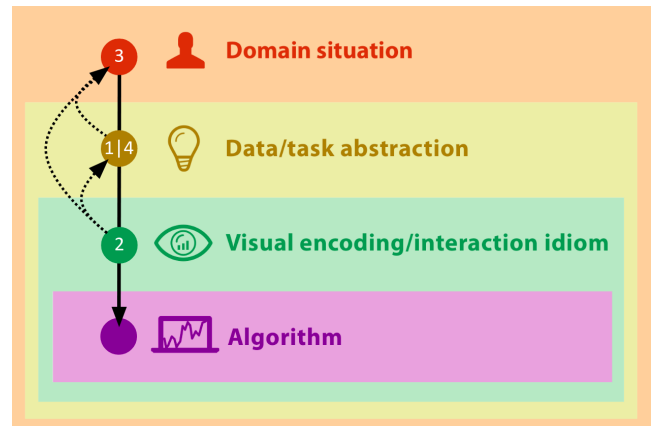 3
Domain situation
1|4
Data/task abstraction
2
Visual encoding/interaction idiom
Algorithm